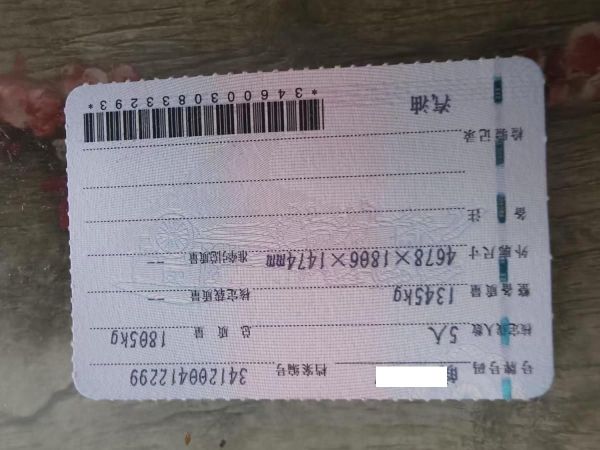 号牌号码 档案编号 341200412299
核定载人数 5人 总质量 1805kg
整备质量 1345kg 核定载质量 --
外廓尺寸 4678×1806×1474mm 准牵引总质量 --
备注
检验记录
汽油
*3460030833293*